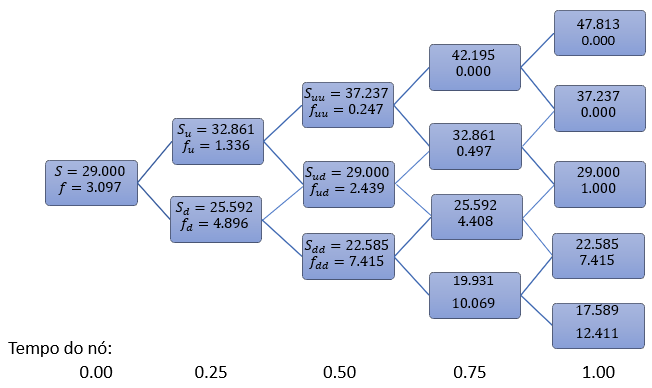 47.813
0.000
42.195
0.000
S_uu = 37.237
f_uu = 0.247
37.237
0.000
S_u = 32.861
f_u = 1.336
32.861
0.497
S = 29.000
f = 3.097
S_ud = 29.000
f_ud = 2.439
29.000
1.000
S_d = 25.592
f_d = 4.896
25.592
4.408
S_dd = 22.585
f_dd = 7.415
22.585
7.415
19.931
10.069
17.589
12.411
Tempo do nó:
0.00 0.25 0.50 0.75 1.00